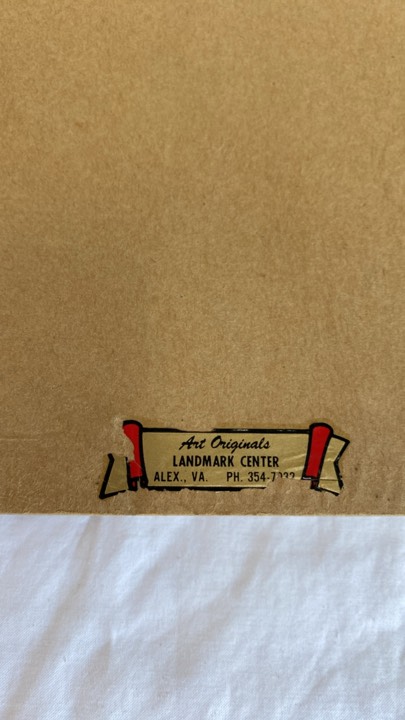 Art Originals
LANDMARK CENTER
ALEX., VA. PH.